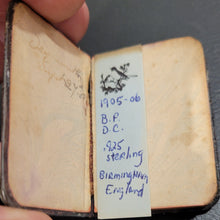 1905-06
B.P.
D.C.
.925
sterling
Birmingham
England